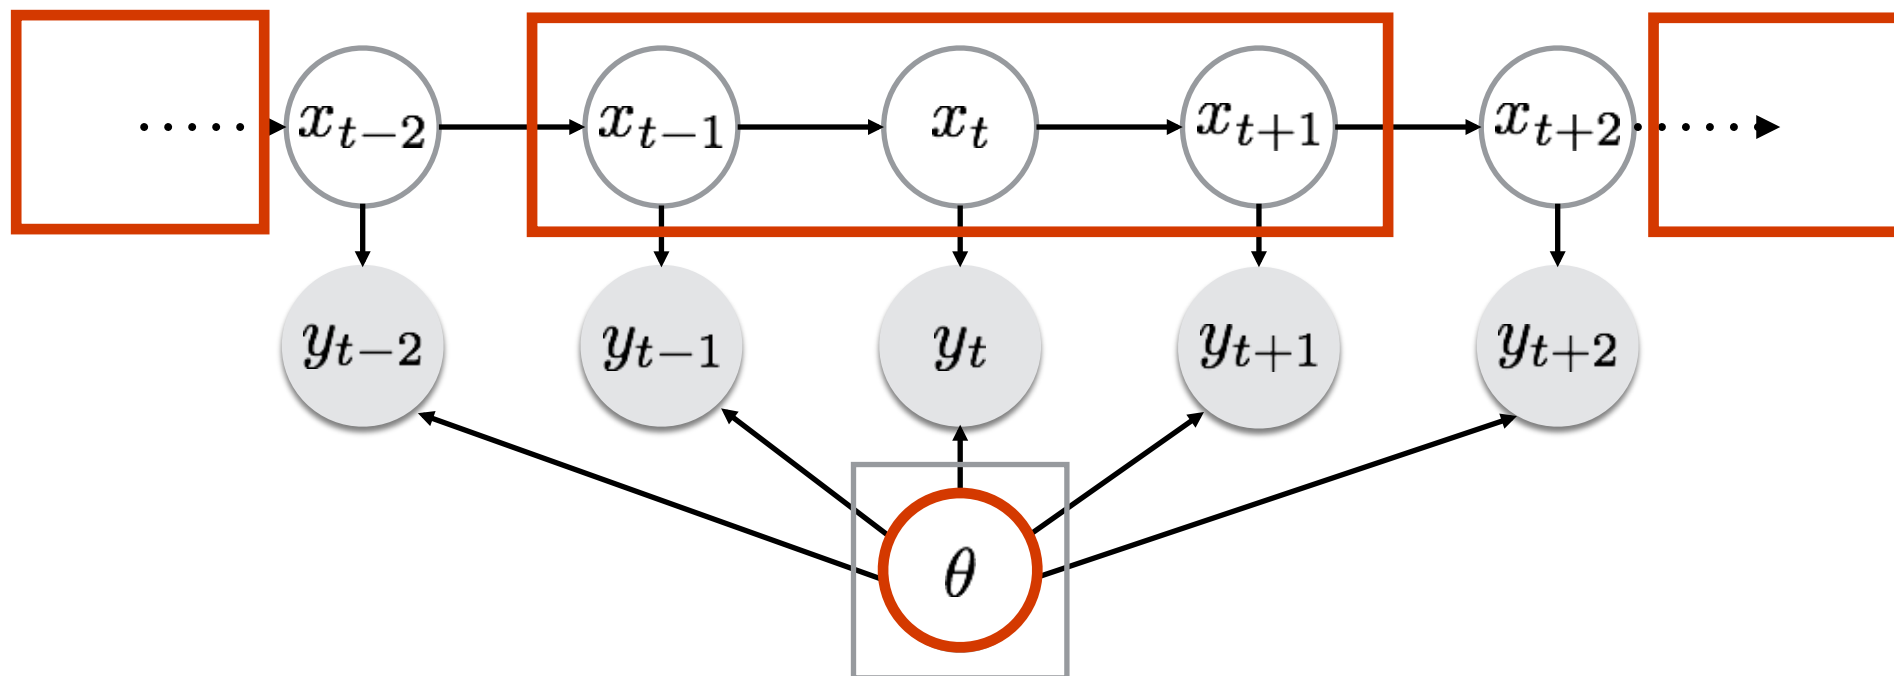 x_{t-2} x_{t-1} x_t x_{t+1} x_{t+2}
y_{t-2} y_{t-1} y_t y_{t+1} y_{t+2}
θ